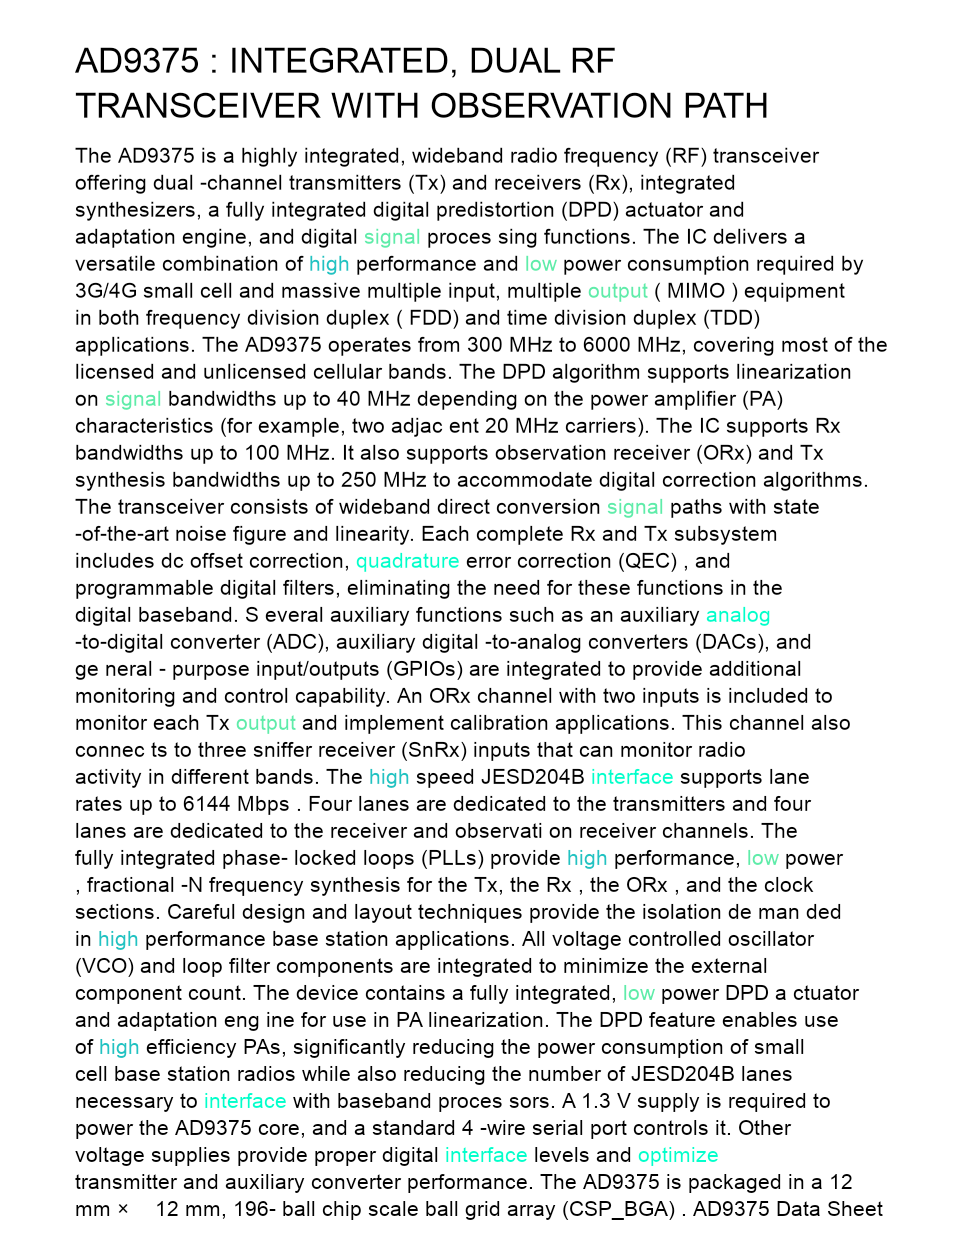 AD9375 : INTEGRATED, DUAL RF
TRANSCEIVER WITH OBSERVATION PATH
The AD9375 is a highly integrated, wideband radio frequency (RF) transceiver
offering dual -channel transmitters (Tx) and receivers (Rx), integrated
synthesizers, a fully integrated digital predistortion (DPD) actuator and
adaptation engine, and digital signal proces sing functions. The IC delivers a
versatile combination of high performance and low power consumption required by
3G/4G small cell and massive multiple input, multiple output ( MIMO ) equipment
in both frequency division duplex ( FDD) and time division duplex (TDD)
applications. The AD9375 operates from 300 MHz to 6000 MHz, covering most of the
licensed and unlicensed cellular bands. The DPD algorithm supports linearization
on signal bandwidths up to 40 MHz depending on the power amplifier (PA)
characteristics (for example, two adjac ent 20 MHz carriers). The IC supports Rx
bandwidths up to 100 MHz. It also supports observation receiver (ORx) and Tx
synthesis bandwidths up to 250 MHz to accommodate digital correction algorithms.
The transceiver consists of wideband direct conversion signal paths with state
-of-the-art noise figure and linearity. Each complete Rx and Tx subsystem
includes dc offset correction, quadrature error correction (QEC) , and
programmable digital filters, eliminating the need for these functions in the
digital baseband. S everal auxiliary functions such as an auxiliary analog
-to-digital converter (ADC), auxiliary digital -to-analog converters (DACs), and
ge neral - purpose input/outputs (GPIOs) are integrated to provide additional
monitoring and control capability. An ORx channel with two inputs is included to
monitor each Tx output and implement calibration applications. This channel also
connec ts to three sniffer receiver (SnRx) inputs that can monitor radio
activity in different bands. The high speed JESD204B interface supports lane
rates up to 6144 Mbps . Four lanes are dedicated to the transmitters and four
lanes are dedicated to the receiver and observati on receiver channels. The
fully integrated phase- locked loops (PLLs) provide high performance, low power
, fractional -N frequency synthesis for the Tx, the Rx , the ORx , and the clock
sections. Careful design and layout techniques provide the isolation de man ded
in high performance base station applications. All voltage controlled oscillator
(VCO) and loop filter components are integrated to minimize the external
component count. The device contains a fully integrated, low power DPD a ctuator
and adaptation eng ine for use in PA linearization. The DPD feature enables use
of high efficiency PAs, significantly reducing the power consumption of small
cell base station radios while also reducing the number of JESD204B lanes
necessary to interface with baseband proces sors. A 1.3 V supply is required to
power the AD9375 core, and a standard 4 -wire serial port controls it. Other
voltage supplies provide proper digital interface levels and optimize
transmitter and auxiliary converter performance. The AD9375 is packaged in a 12
mm × 12 mm, 196- ball chip scale ball grid array (CSP_BGA) . AD9375 Data Sheet